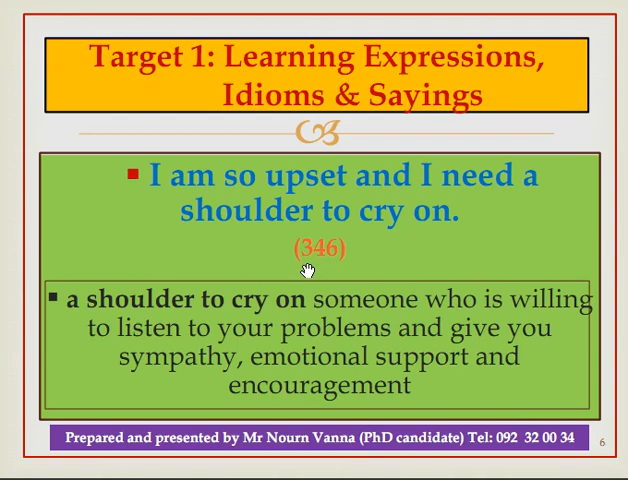 Target 1: Learning Expressions,
Idioms & Sayings
▪ I am so upset and I need a
shoulder to cry on.
(346)
▪ a shoulder to cry on someone who is willing
to listen to your problems and give you
sympathy, emotional support and
encouragement
Prepared and presented by Mr Nourn Vanna (PhD candidate) Tel: 092 32 00 34
6